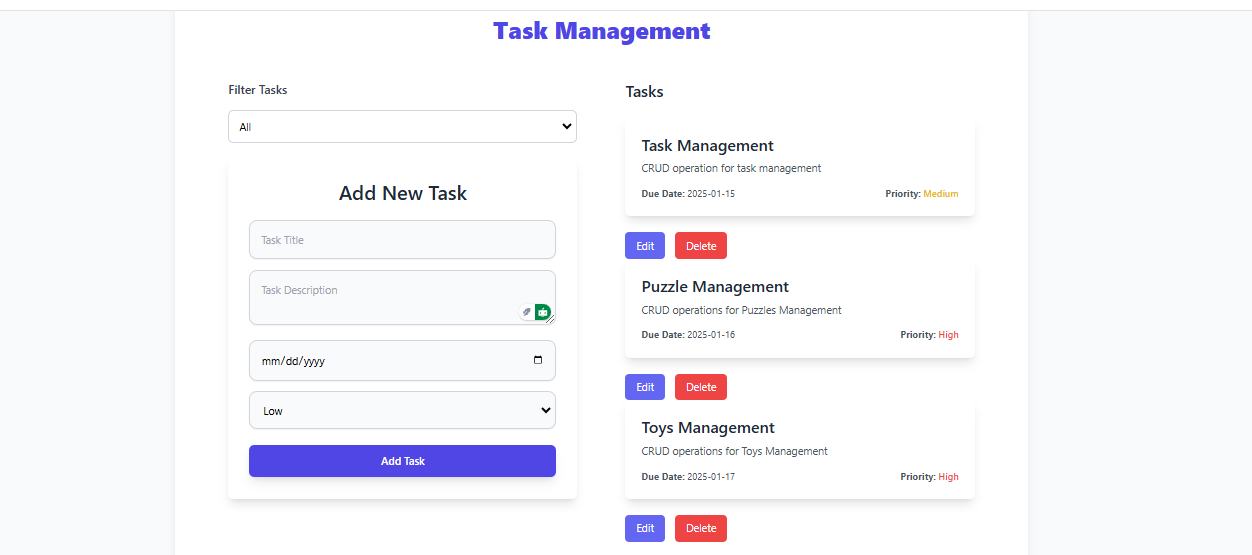 Task Management
Filter Tasks
All
Add New Task
Task Title
Task Description
mm/dd/yyyy
Low
Add Task
Tasks
Task Management
CRUD operation for task management
Due Date: 2025-01-15 Priority: Medium
Edit Delete
Puzzle Management
CRUD operations for Puzzles Management
Due Date: 2025-01-16 Priority: High
Edit Delete
Toys Management
CRUD operations for Toys Management
Due Date: 2025-01-17 Priority: High
Edit Delete